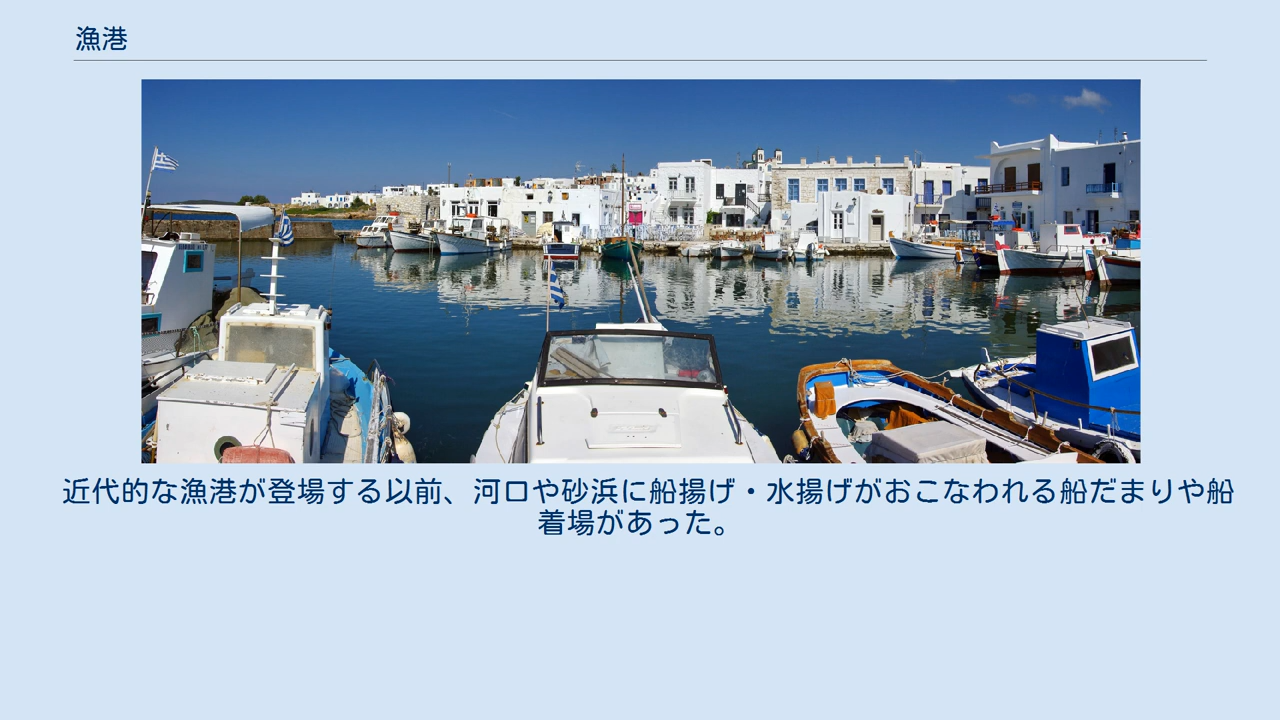 漁港
近代的な漁港が登場する以前、河口や砂浜に船揚げ・水揚げがおこなわれる船だまりや船
着場があった。